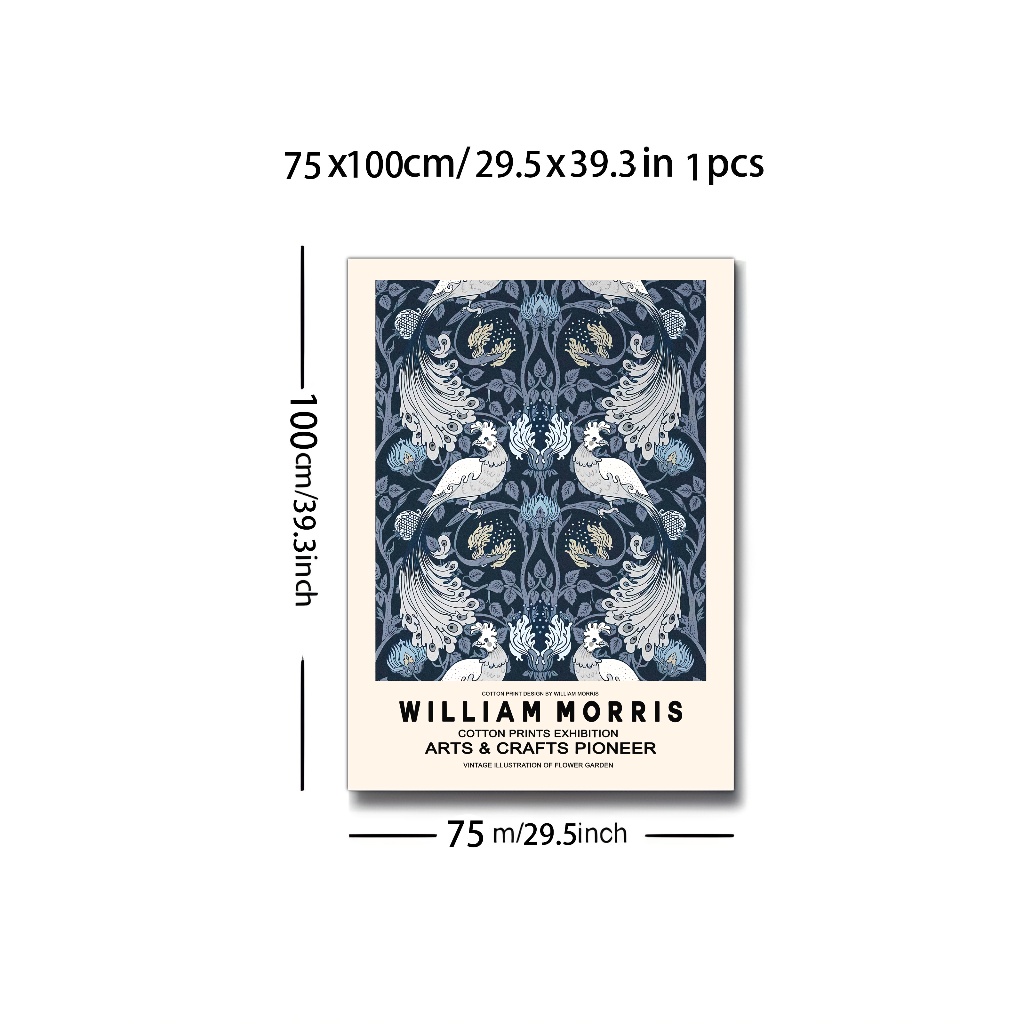 75x100cm/ 29.5x39.3in 1pcs
100cm/39.3inch
COTTON PRINT DESIGN BY WILLIAM MORRIS
WILLIAM MORRIS
COTTON PRINTS EXHIBITION
ARTS & CRAFTS PIONEER
VINTAGE ILLUSTRATION OF FLOWER GARDEN
75 m/29.5inch